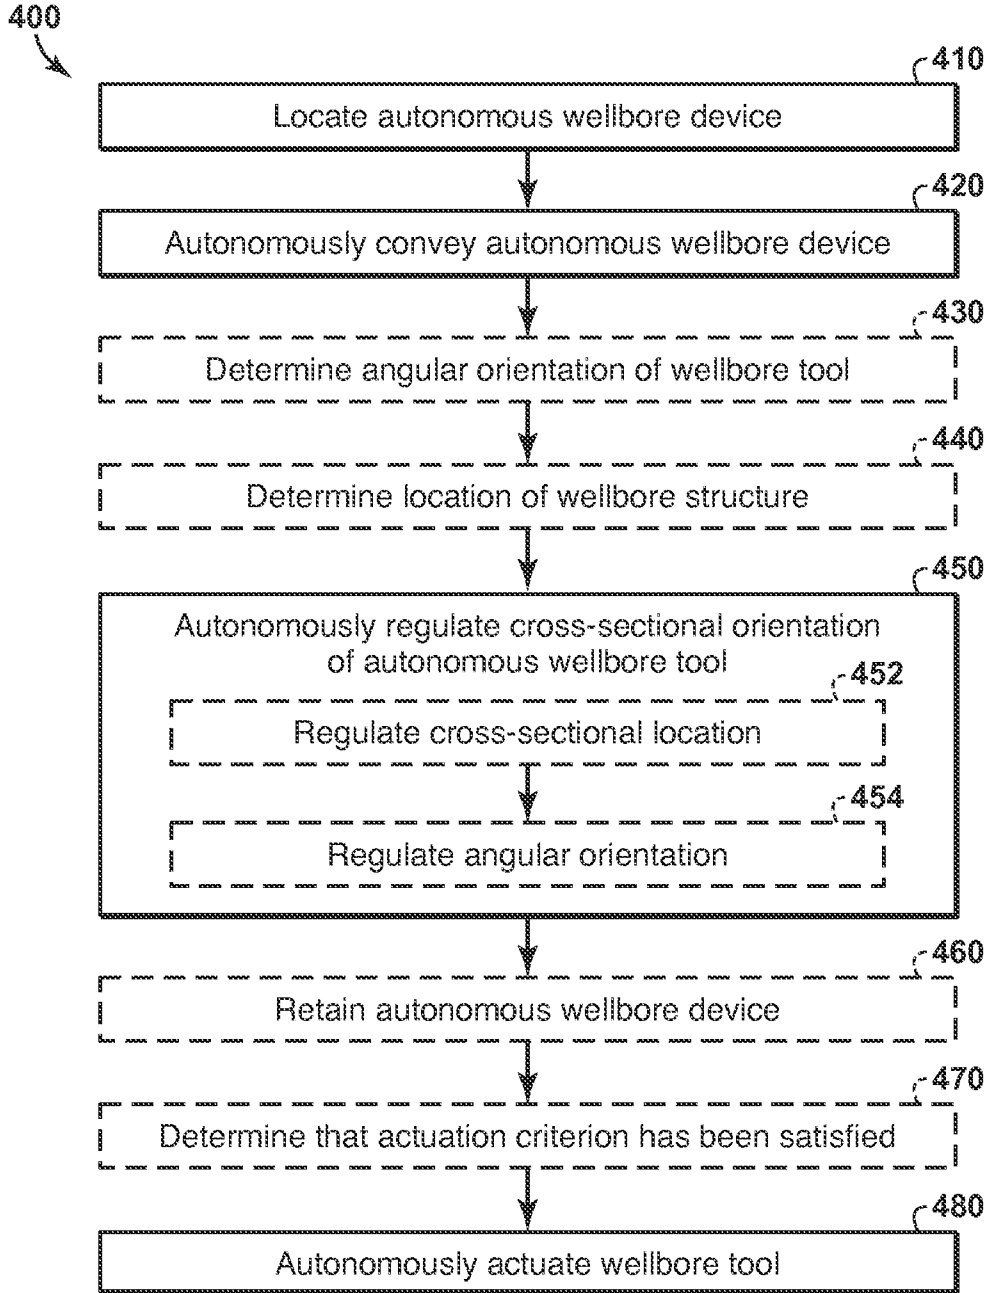 400
410
Locate autonomous wellbore device
420
Autonomously convey autonomous wellbore device
430
Determine angular orientation of wellbore tool
440
Determine location of wellbore structure
450
Autonomously regulate cross-sectional orientation
of autonomous wellbore tool
452
Regulate cross-sectional location
454
Regulate angular orientation
460
Retain autonomous wellbore device
470
Determine that actuation criterion has been satisfied
480
Autonomously actuate wellbore tool